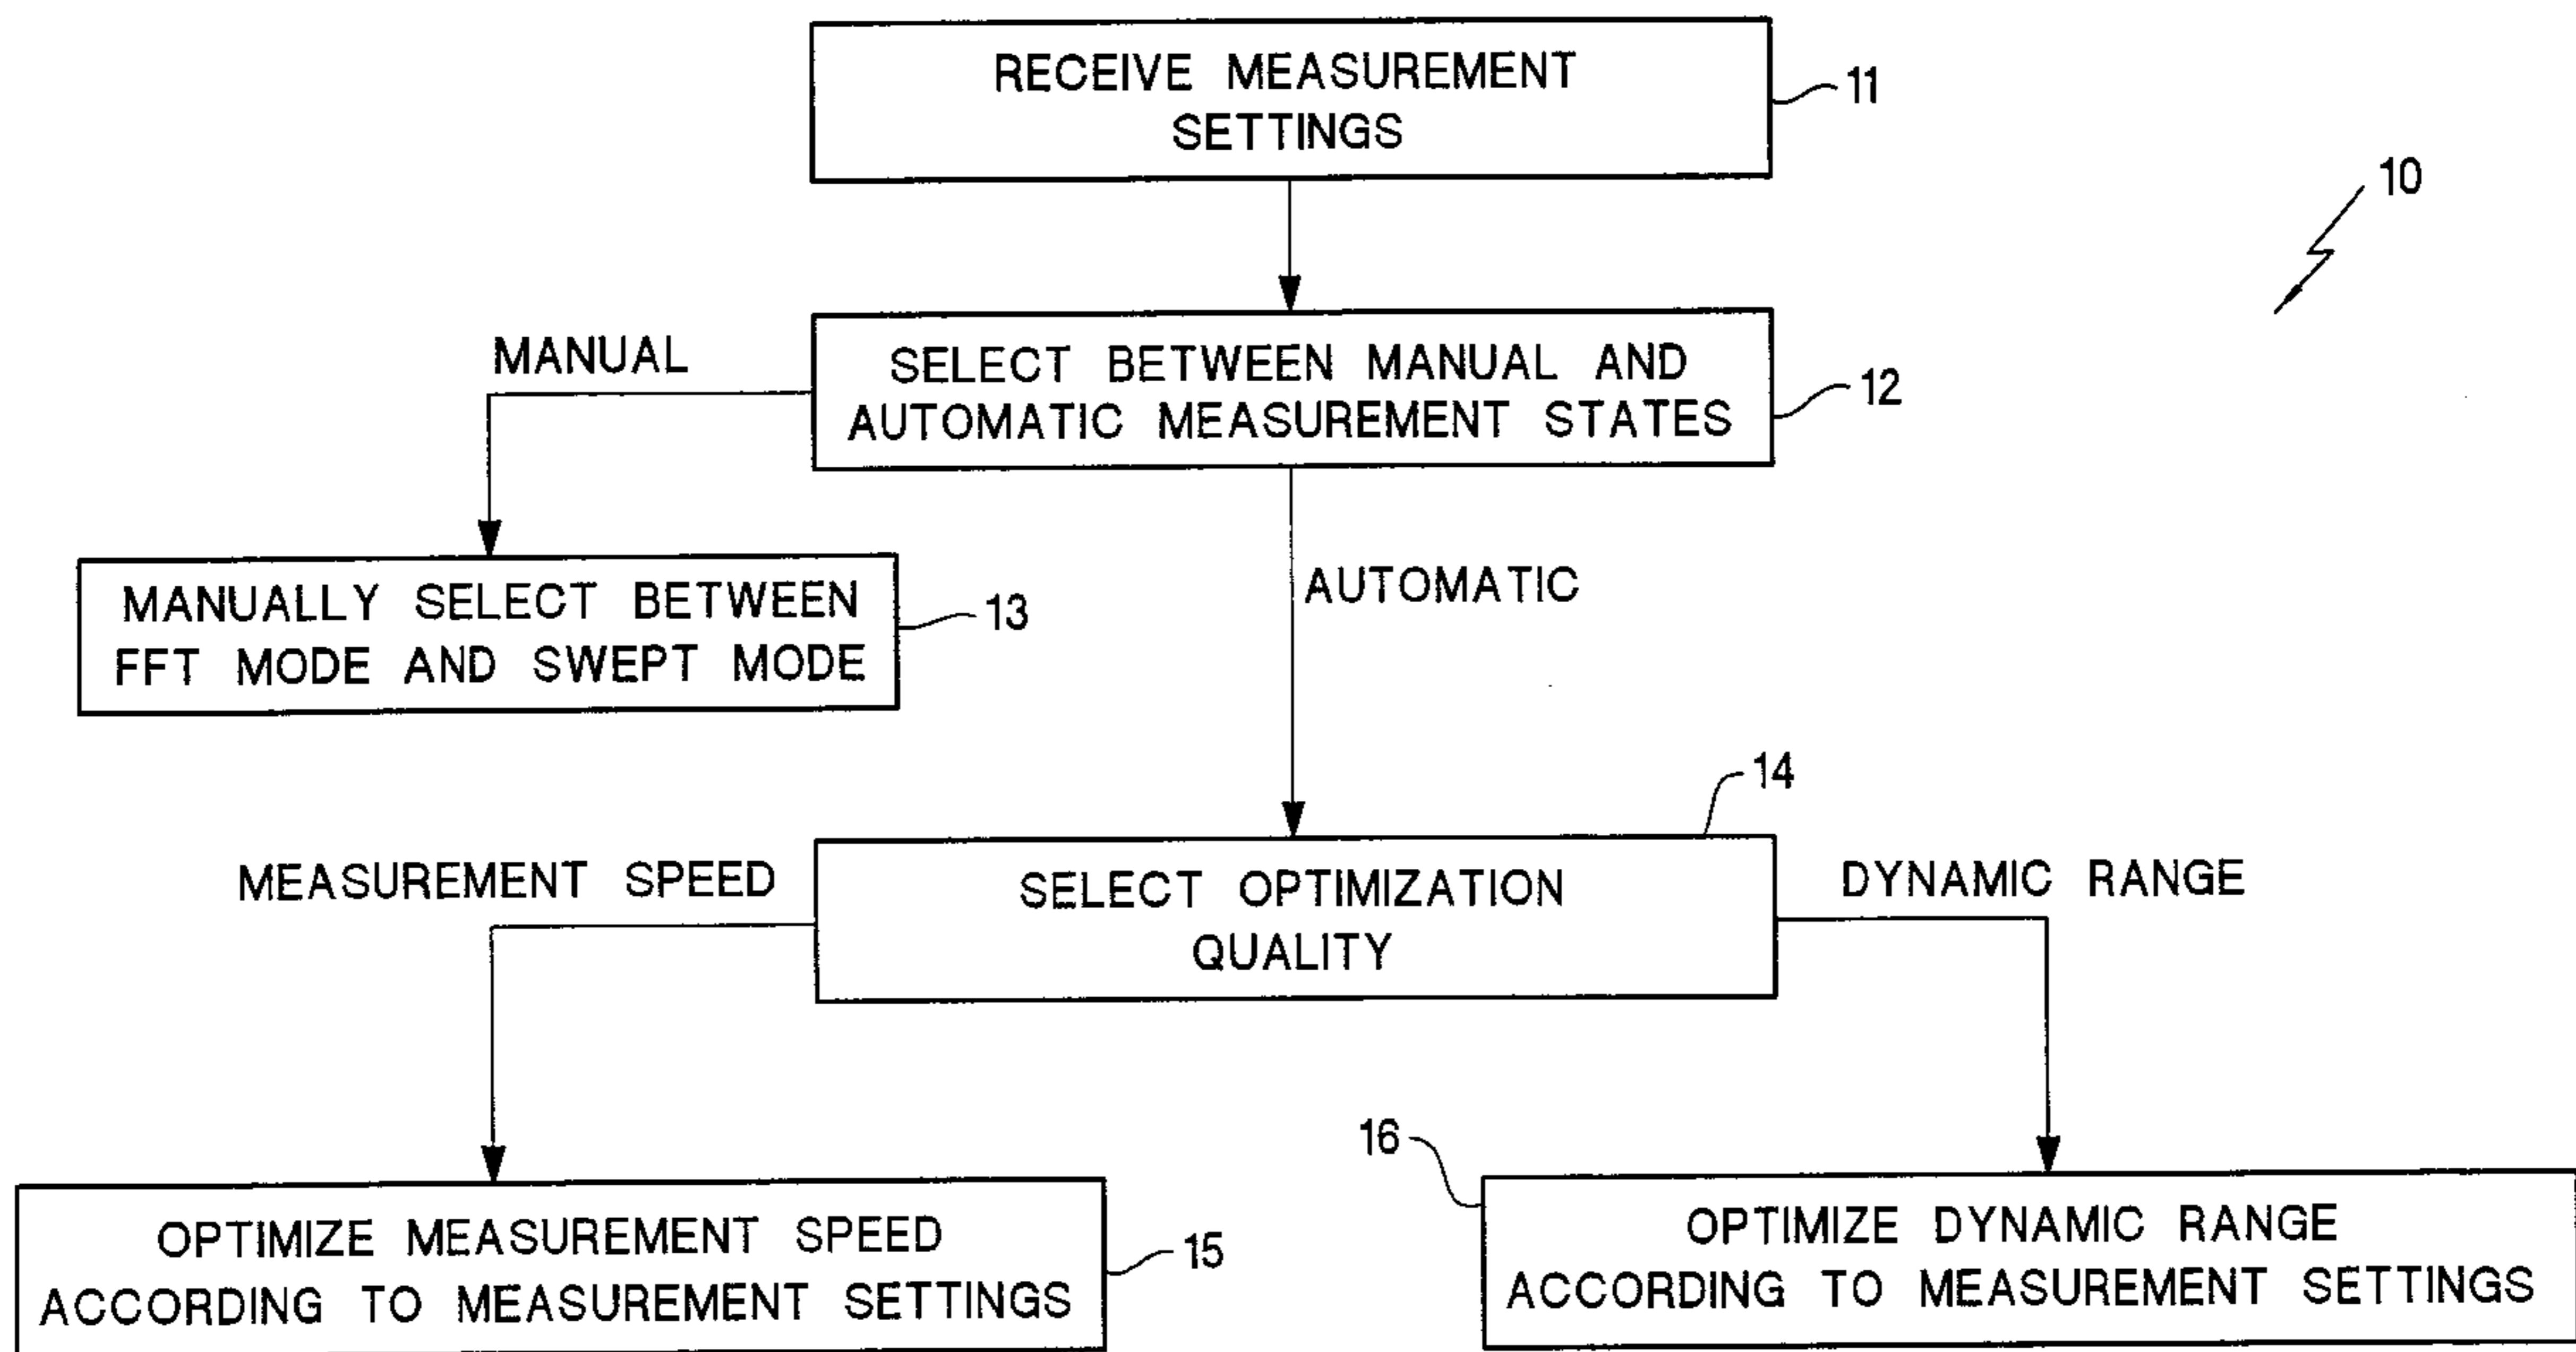 RECEIVE MEASUREMENT
SETTINGS
11
10
MANUAL
SELECT BETWEEN MANUAL AND
AUTOMATIC MEASUREMENT STATES
12
MANUALLY SELECT BETWEEN
FFT MODE AND SWEPT MODE
13
AUTOMATIC
14
MEASUREMENT SPEED
SELECT OPTIMIZATION
QUALITY
DYNAMIC RANGE
16
OPTIMIZE MEASUREMENT SPEED
ACCORDING TO MEASUREMENT SETTINGS
15
OPTIMIZE DYNAMIC RANGE
ACCORDING TO MEASUREMENT SETTINGS